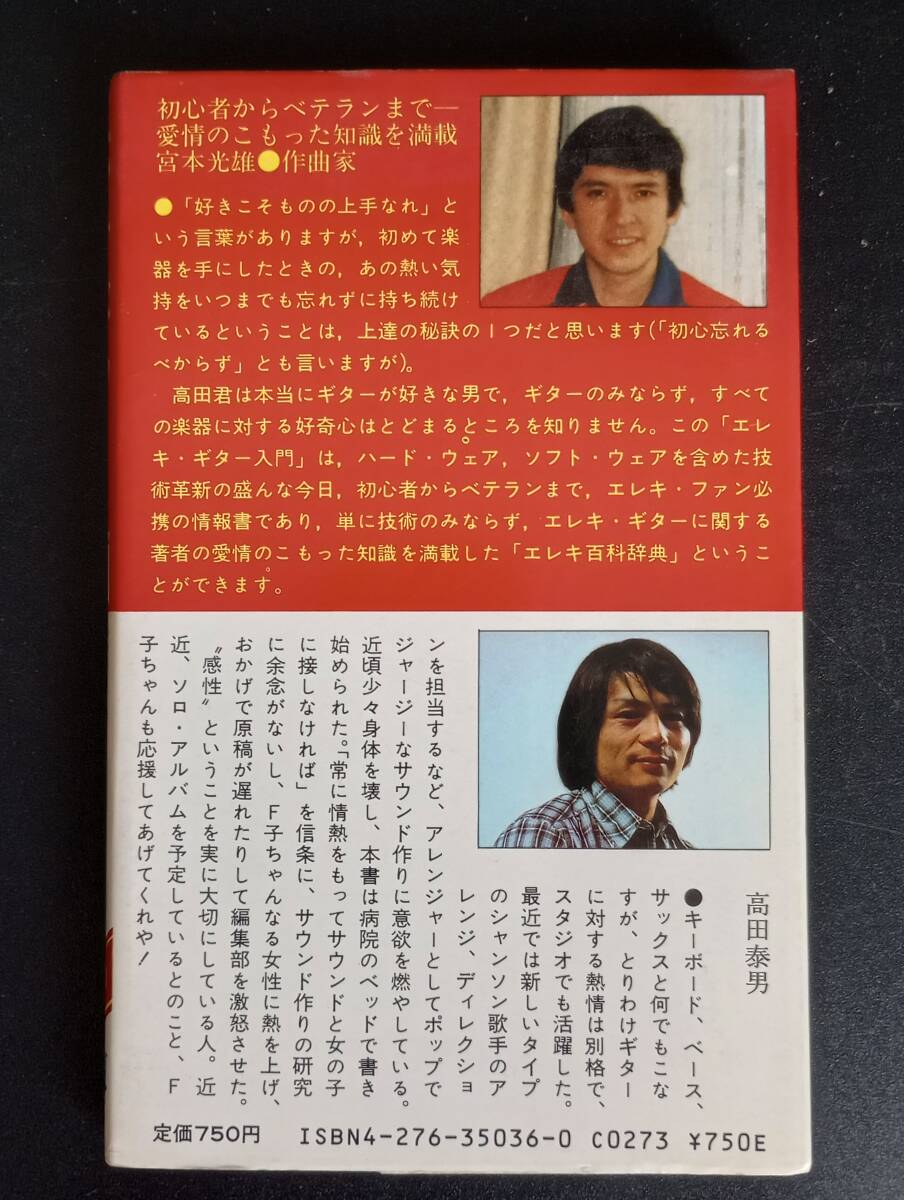 初心者からベテランまで—
愛情のこもった知識を満載
宮本光雄●作曲家
●「好きこそものの上手なれ」と
いう言葉がありますが，初めて楽
器を手にしたときの，あの熱い気
持をいつまでも忘れずに持ち続け
ているということは，上達の秘訣の1つだと思います(「初心忘れる
べからず」とも言いますが)。
高田君は本当にギターが好きな男で，ギターのみならず，すべて
の楽器に対する好奇心はとどまるところを知りません。この「エレ
キ・ギター入門」は，ハード・ウェア，ソフト・ウェアを含めた技
術革新の盛んな今日，初心者からベテランまで，エレキ・ファン必
携の情報書であり，単に技術のみならず，エレキ・ギターに関する
著者の愛情のこもった知識を満載した「エレキ百科辞典」というこ
とができます。
高田泰男
●キーボード、ベース、
サックスと何でもこな
すが、とりわけギター
に対する熱情は別格で、
スタジオでも活躍した。
最近では新しいタイプ
のシャンソン歌手のア
レンジ、ディレクショ
ンを担当するなど、アレンジャーとしてポップで
ジャージーなサウンド作りに意欲を燃やしている。
近頃少々身体を壊し、本書は病院のベッドで書き
始められた。「常に情熱をもってサウンドと女の子
に接しなければ」を信条に、サウンド作りの研究
に余念がないし、F子ちゃんなる女性に熱を上げ、
おかげで原稿が遅れたりして編集部を激怒させた。
〝感性〟ということを実に大切にしている人。近
近、ソロ・アルバムを予定しているとのこと、F
子ちゃんも応援してあげてくれや！
定価750円 ISBN4-276-35036-0 C0273 ¥750E